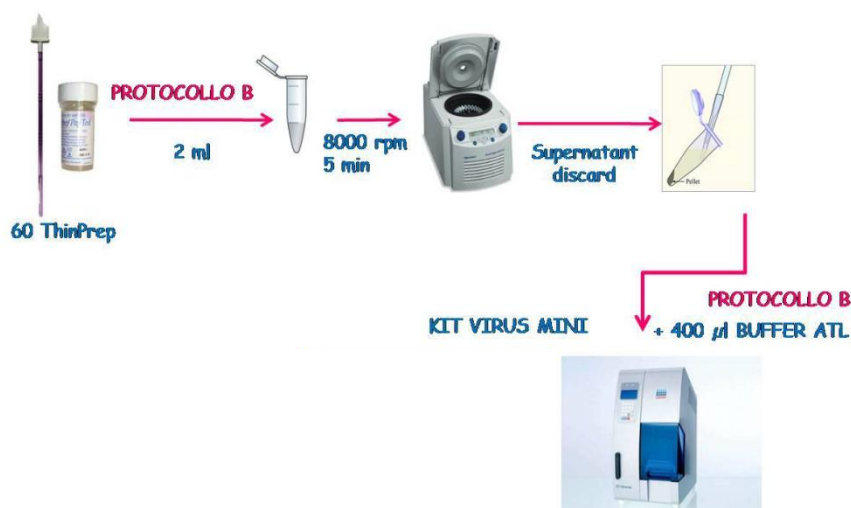 PROTOCOLLO B
2 ml
8000 rpm
5 min
Supernatant
discard
Pellet
60 ThinPrep
PROTOCOLLO B
KIT VIRUS MINI
+ 400 µl BUFFER ATL